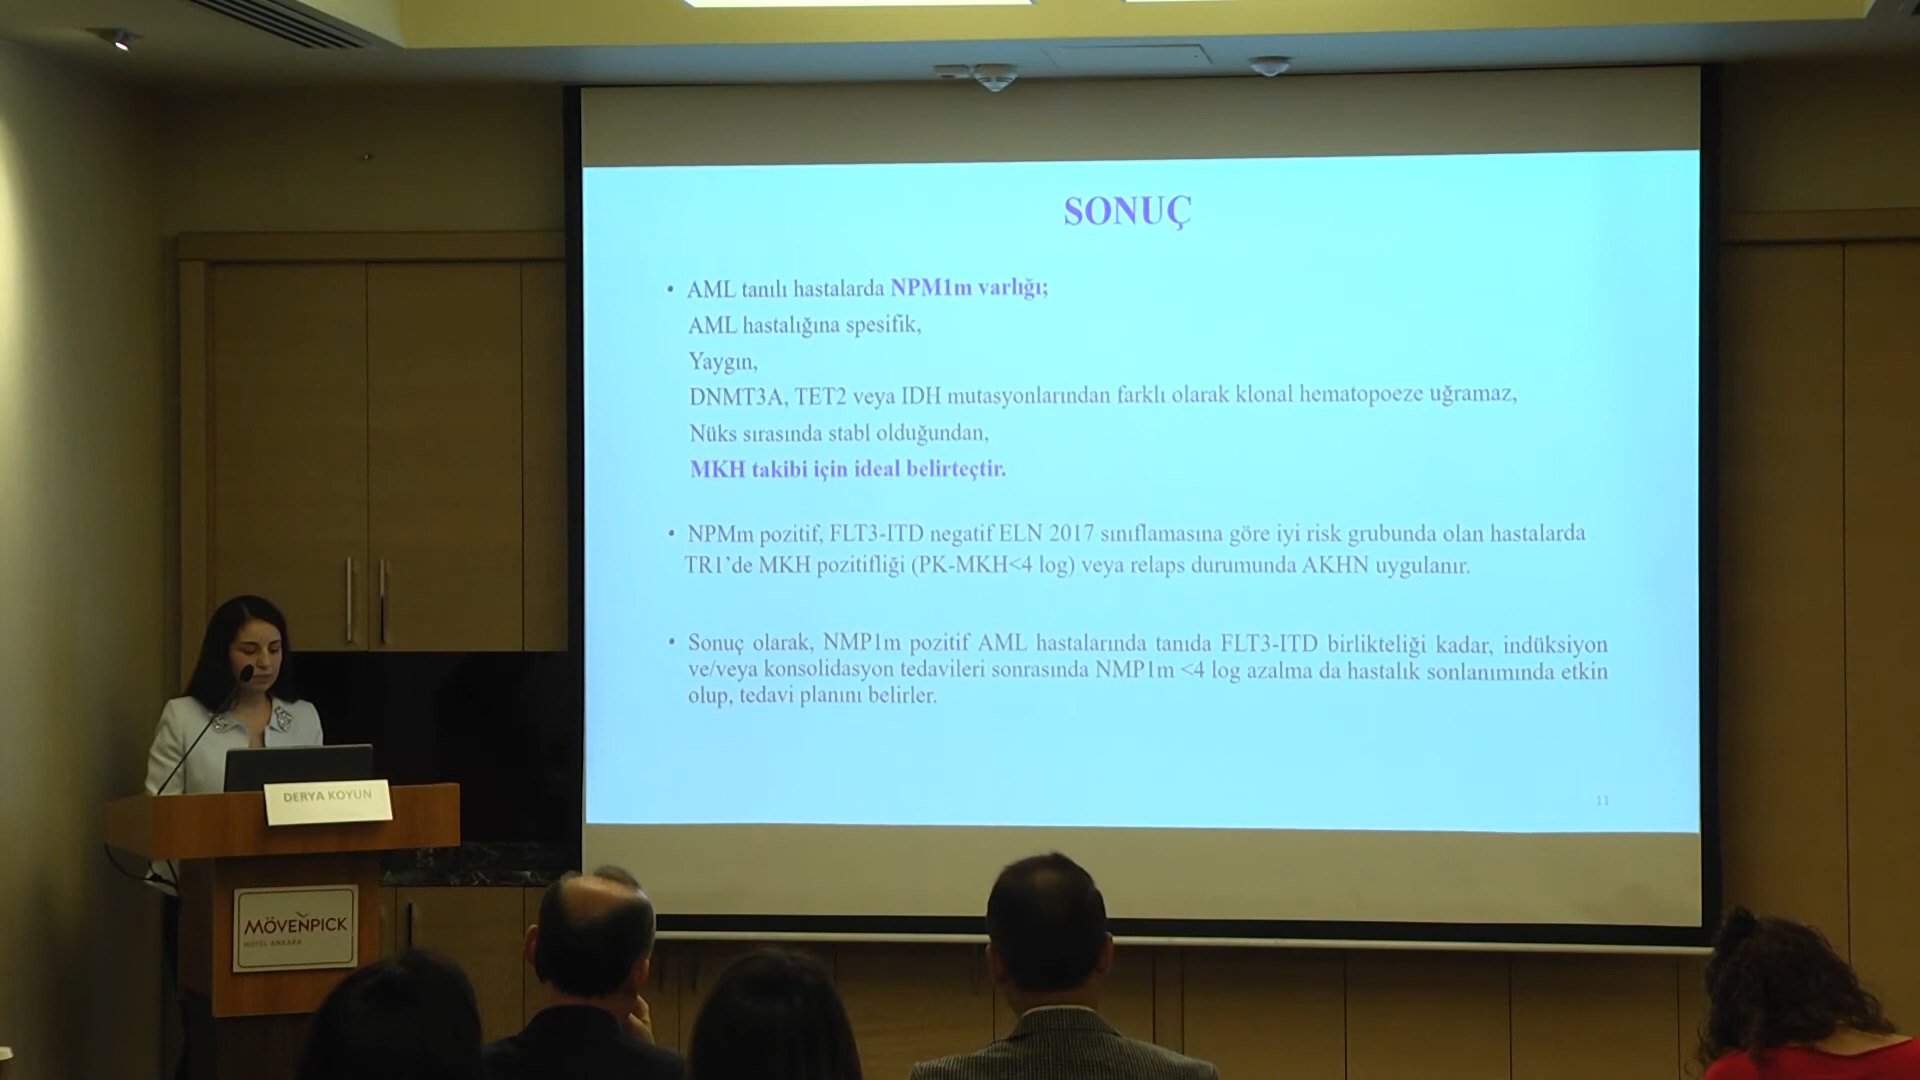 SONUÇ
• AML tanılı hastalarda NPM1m varlığı;
AML hastalığına spesifik,
Yaygın,
DNMT3A, TET2 veya IDH mutasyonlarından farklı olarak klonal hematopoeze uğramaz,
Nüks sırasında stabl olduğundan,
MKH takibi için ideal belirteçtir.
• NPMm pozitif, FLT3-ITD negatif ELN 2017 sınıflamasına göre iyi risk grubunda olan hastalarda
TR1’de MKH pozitifliği (PK-MKH<4 log) veya relaps durumunda AKHN uygulanır.
• Sonuç olarak, NMP1m pozitif AML hastalarında tanıda FLT3-ITD birlikteliği kadar, indüksiyon
ve/veya konsolidasyon tedavileri sonrasında NMP1m <4 log azalma da hastalık sonlanımında etkin
olup, tedavi planını belirler.
11
DERYA KOYUN
MÖVENPICK
HOTEL ANKARA